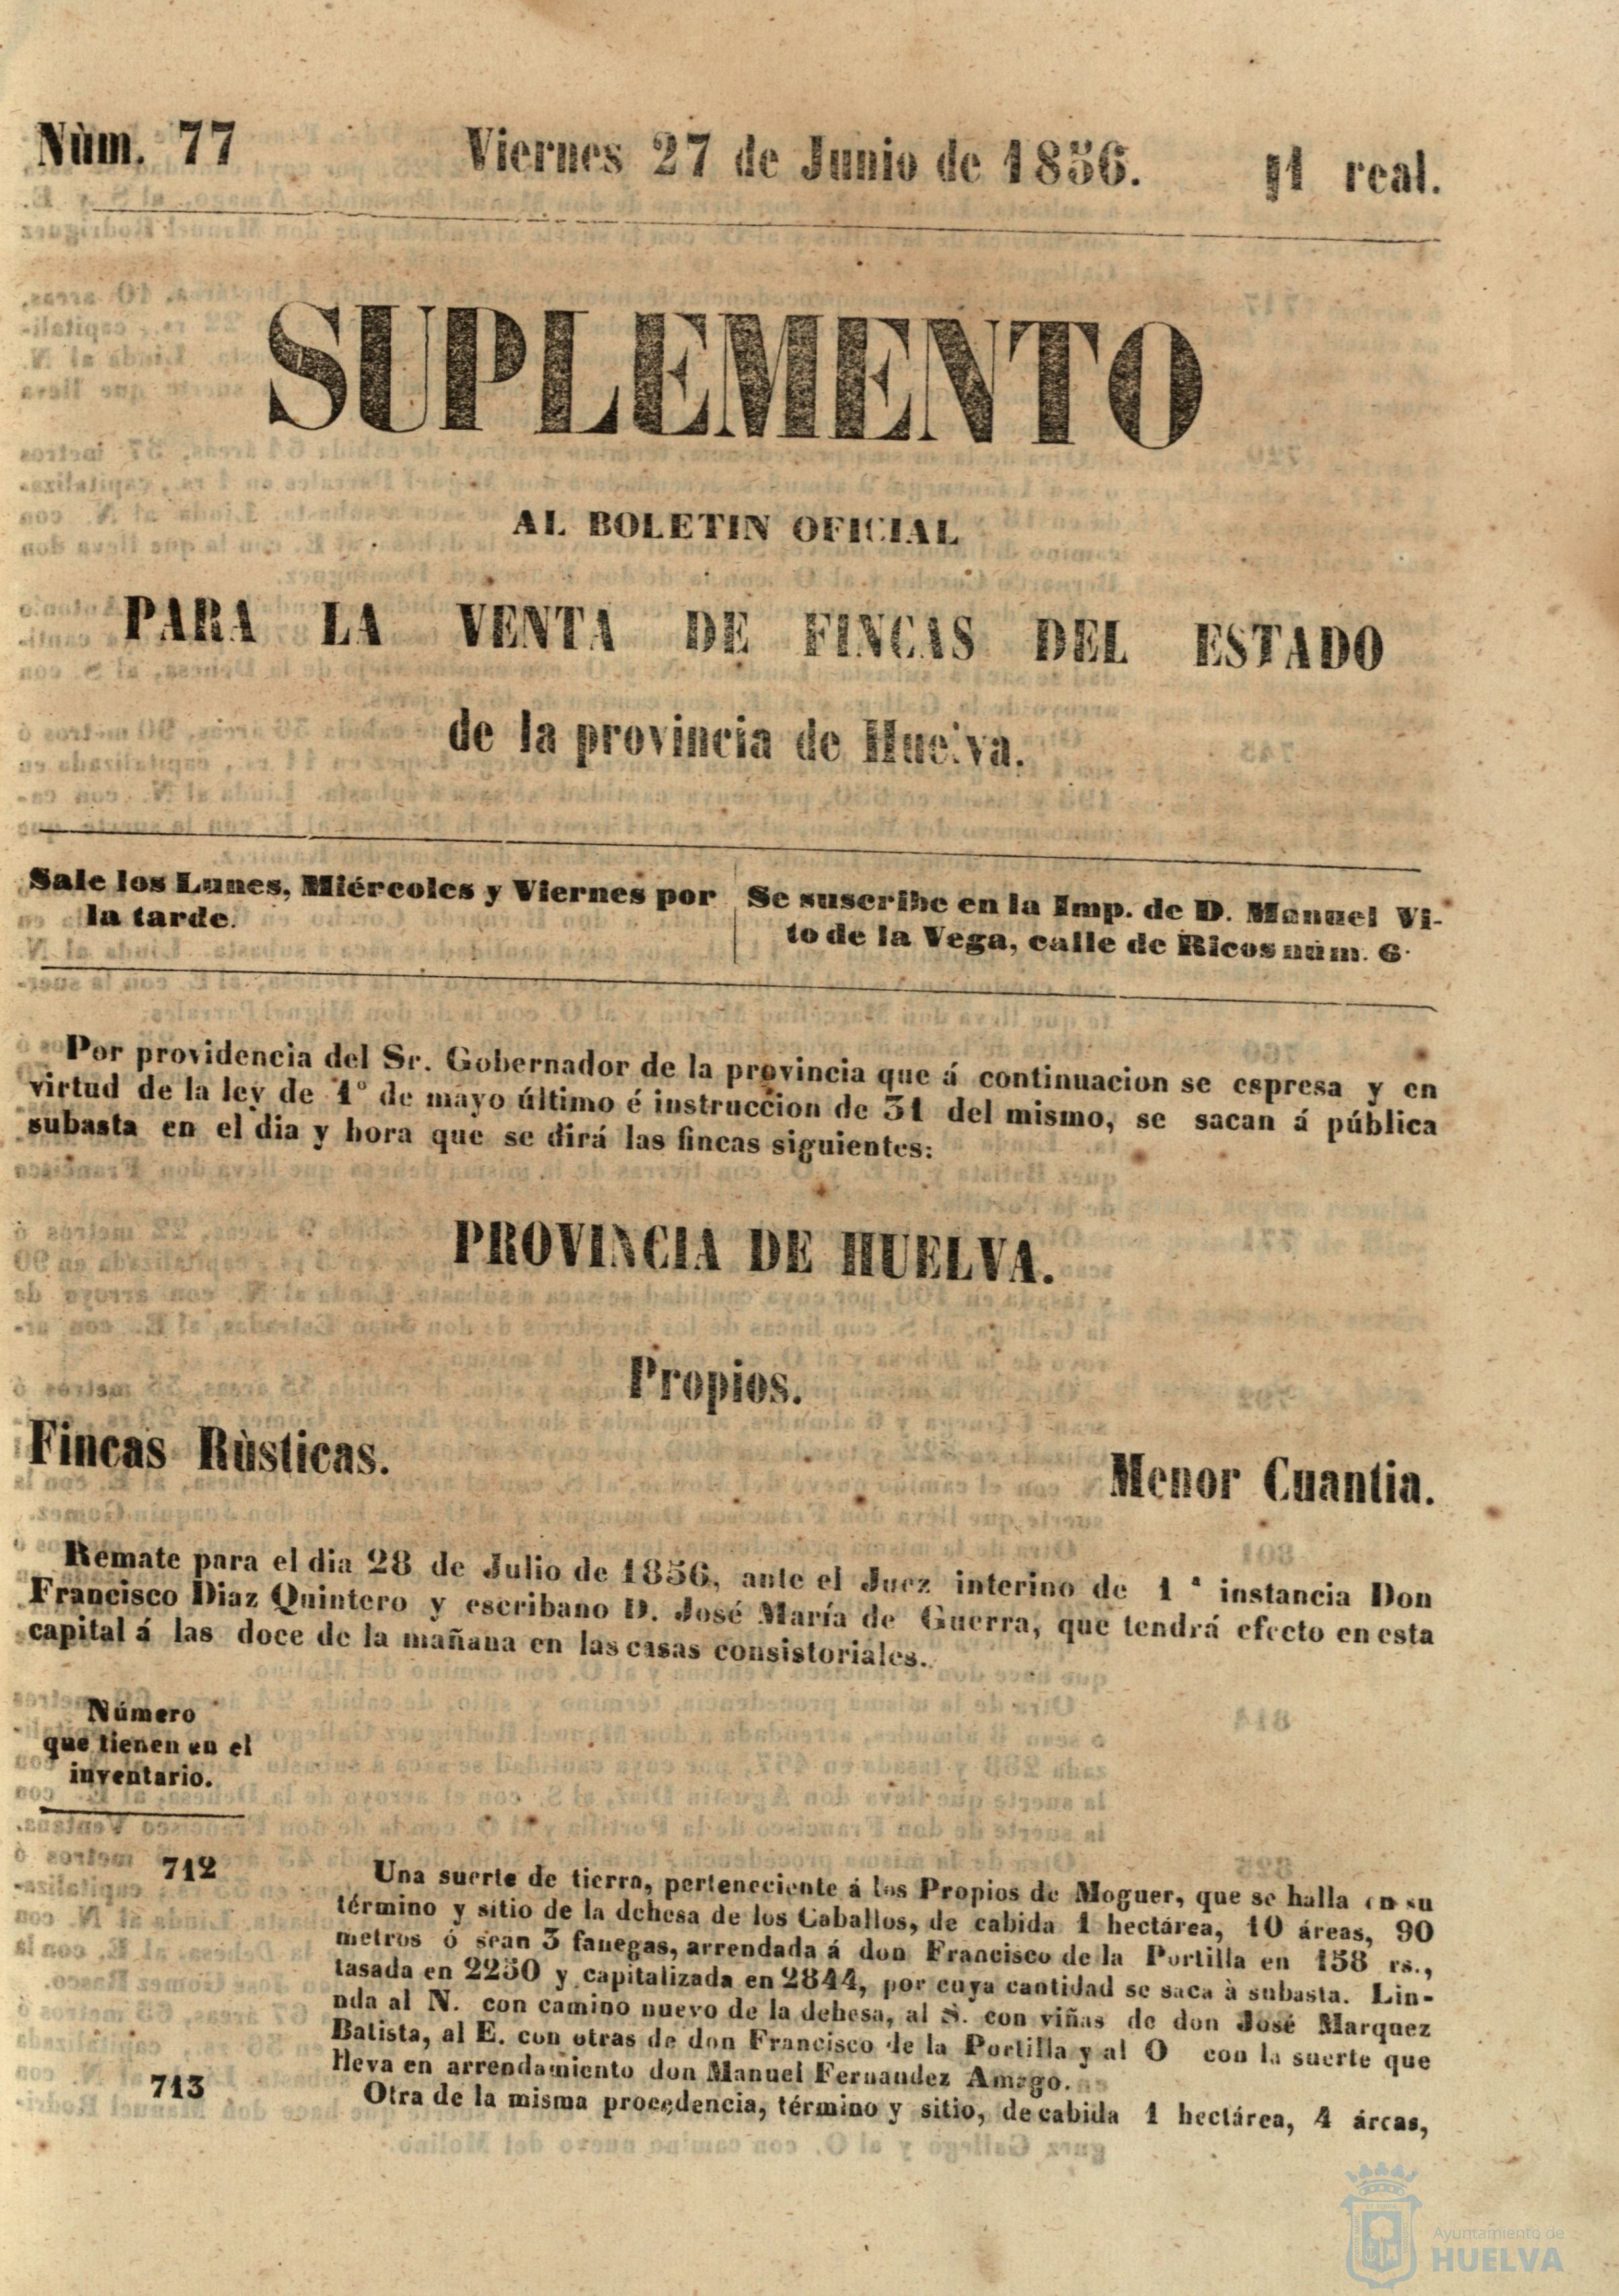 Nùm. 77 Viernes 27 de Junio de 1856. 1 real.
SUPLEMENTO
AL BOLETIN OFICIAL
PARA LA VENTA DE FINCAS DEL ESTADO
de la provincia de Huelva.
Sale los Lunes, Miércoles y Viernes por
la tarde.
Se suscribe en la Imp. de D. Manuel Vi-
to de la Vega, calle de Ricos núm. 6.
Por providencia del Sr. Gobernador de la provincia que á continuacion se espresa y en
virtud de la ley de 1º de mayo último é instruccion de 31 del mismo, se sacan á pública
subasta en el dia y hora que se dirá las fincas siguientes:
PROVINCIA DE HUELVA.
Propios.
Fincas Rùsticas. Menor Cuantia.
Remate para el dia 28 de Julio de 1856, ante el Juez interino de 1ª instancia Don
Francisco Diaz Quintero y escribano D. José María de Guerra, que tendrá efecto en esta
capital á las doce de la mañana en las casas consistoriales.
Número
que tienen en el
inventario.
712 Una suerte de tierra, perteneciente á los Propios de Moguer, que se halla en su
término y sitio de la dehesa de los Caballos, de cabida 1 hectárea, 10 áreas, 90
metros ó sean 3 fanegas, arrendada á don Francisco de la Portilla en 158 rs.,
tasada en 2250 y capitalizada en 2844, por cuya cantidad se saca à subasta. Lin-
nda al N. con camino nuevo de la dehesa, al S. con viñas de don José Marquez
Batista, al E. con otras de don Francisco de la Portilla y al O con la suerte que
lleva en arrendamiento don Manuel Fernandez Amago.
713 Otra de la misma procedencia, término y sitio, de cabida 1 hectárea, 4 áreas,
Ayuntamiento de
HUELVA